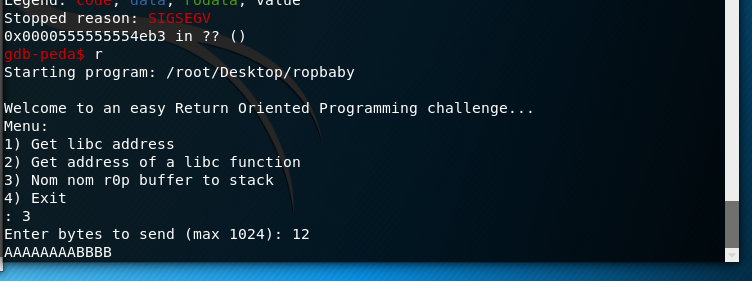 Legend: code, data, rodata, value
Stopped reason: SIGSEGV
0x0000555555554eb3 in ?? ()
gdb-peda$ r
Starting program: /root/Desktop/ropbaby
Welcome to an easy Return Oriented Programming challenge...
Menu:
1) Get libc address
2) Get address of a libc function
3) Nom nom r0p buffer to stack
4) Exit
: 3
Enter bytes to send (max 1024): 12
AAAAAAAABBBB